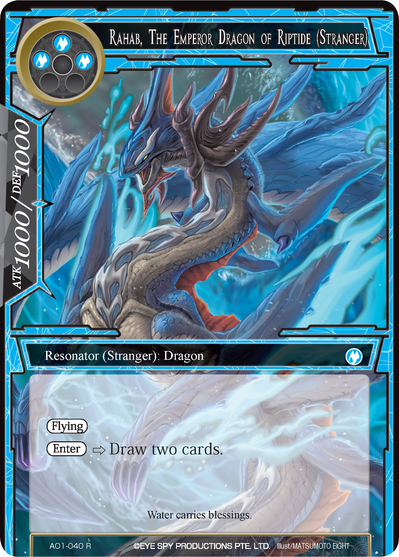 Rahab, The Emperor Dragon of Riptide (Stranger)
ATK 1000 / DEF 1000
Resonator (Stranger): Dragon
Flying
Enter ⇨ Draw two cards.
Water carries blessings.
A01-040 R ©EYE SPY PRODUCTIONS PTE. LTD. Illust/MATSUMOTO EIGHT